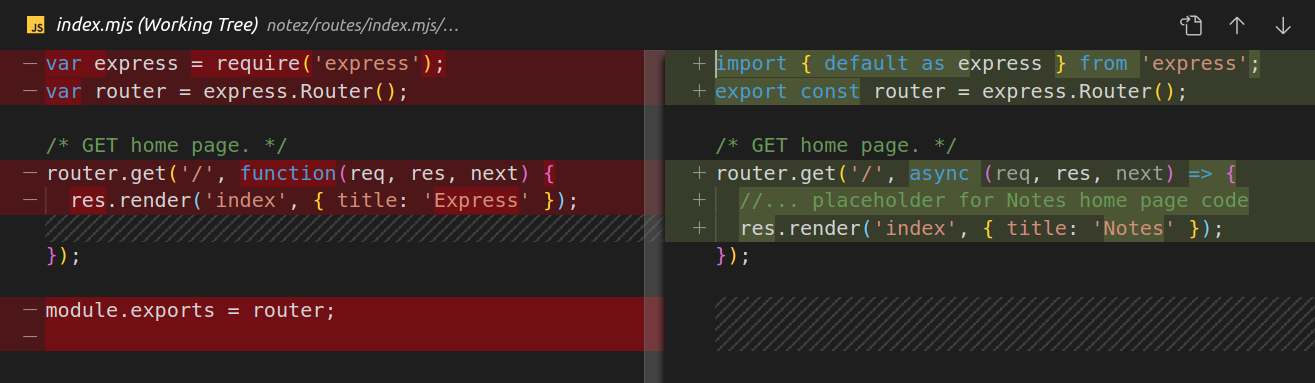 JS index.mjs (Working Tree) notez/routes/index.mjs/...
— var express = require('express');
— var router = express.Router();
/* GET home page. */
— router.get('/', function(req, res, next) {
— res.render('index', { title: 'Express' });
});
— module.exports = router;
—
+ import { default as express } from 'express';
+ export const router = express.Router();
/* GET home page. */
+ router.get('/', async (req, res, next) => {
+ //... placeholder for Notes home page code
+ res.render('index', { title: 'Notes' });
});